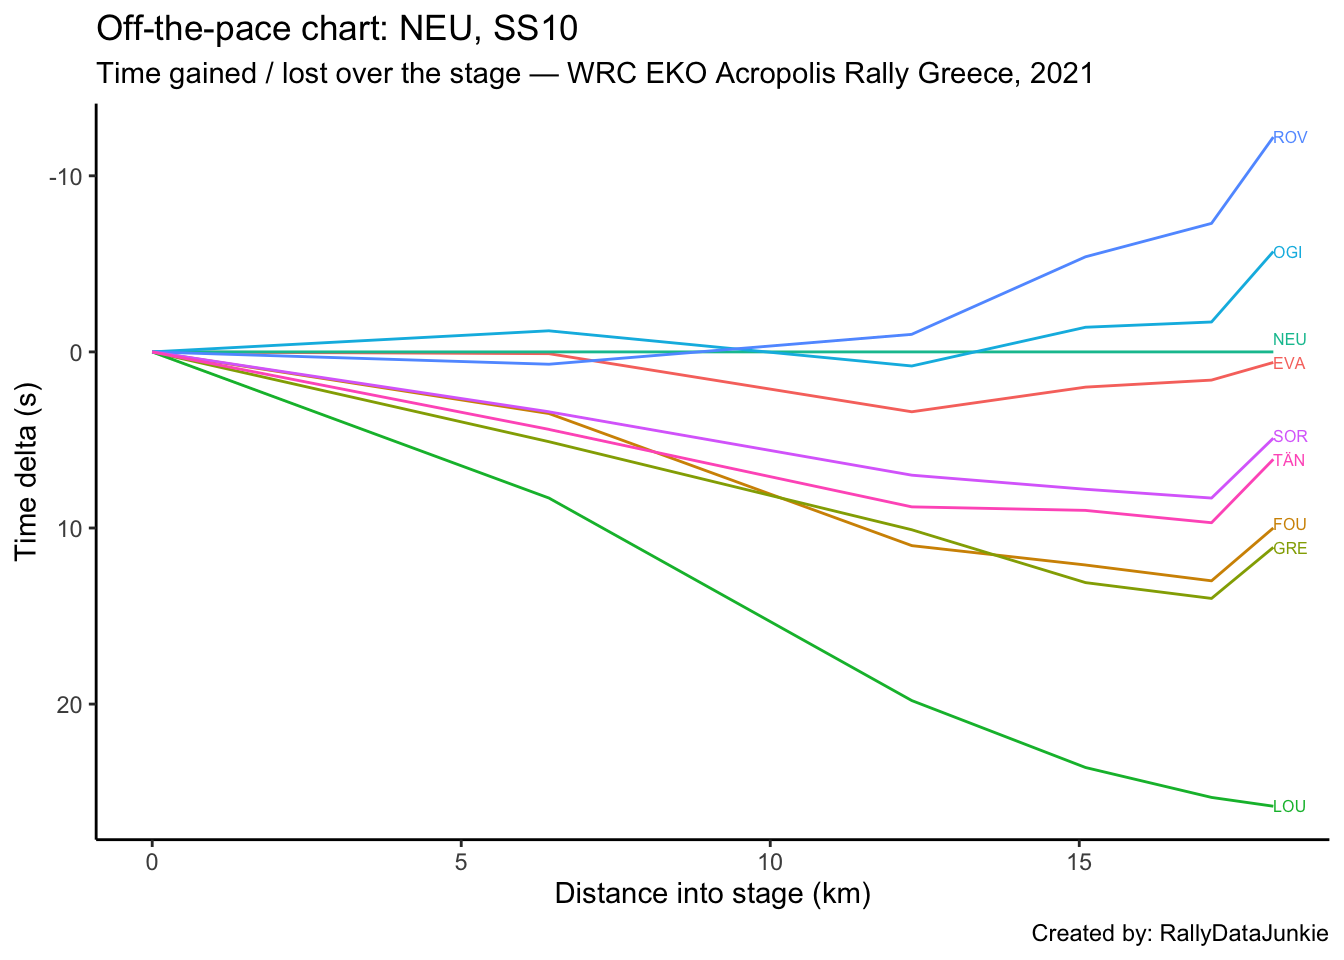 Off-the-pace chart: NEU, SS10
Time gained / lost over the stage — WRC EKO Acropolis Rally Greece, 2021
ROV
-10
OGI
NEU
0
EVA
SOR
TÄN
Time delta (s)
FOU
10
GRE
20
LOU
0 5 10 15
Distance into stage (km)
Created by: RallyDataJunkie